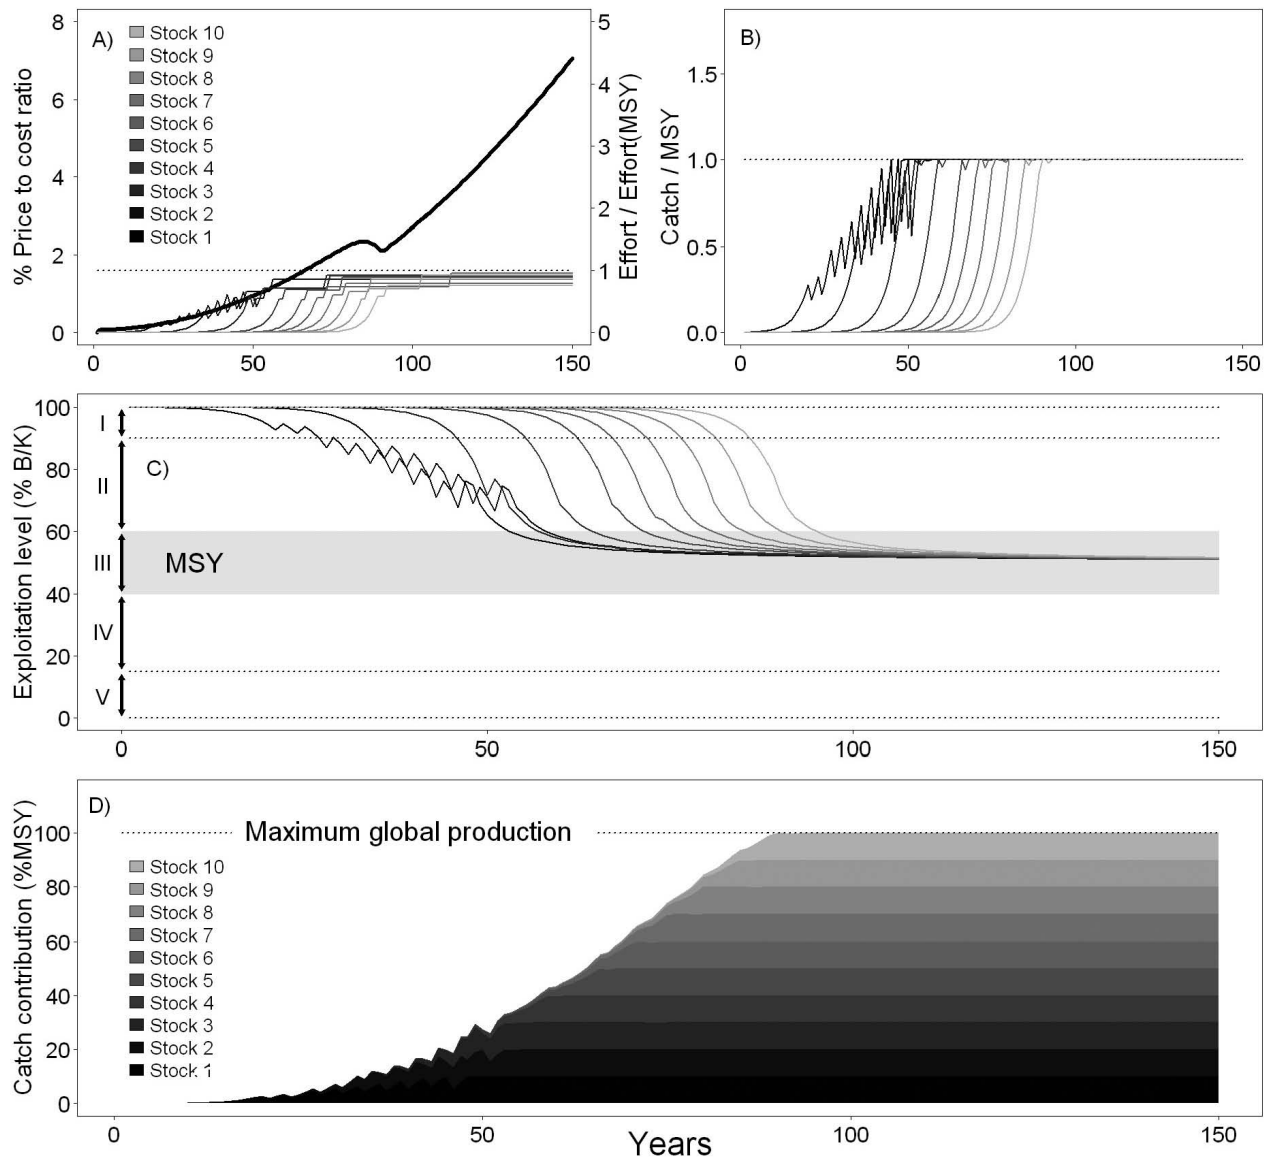 A)
% Price to cost ratio
8
6
4
2
0
Stock 10
Stock 9
Stock 8
Stock 7
Stock 6
Stock 5
Stock 4
Stock 3
Stock 2
Stock 1
5
4
3
2
1
0
Effort / Effort(MSY)
0 50 100 150
B)
Catch / MSY
1.5
1.0
0.5
0.0
0 50 100 150
C)
Exploitation level (% B/K)
100
80
60
40
20
0
I
II
III
IV
V
MSY
0 50 100 150
D)
Catch contribution (%MSY)
100
80
60
40
20
0
Maximum global production
Stock 10
Stock 9
Stock 8
Stock 7
Stock 6
Stock 5
Stock 4
Stock 3
Stock 2
Stock 1
0 50 100 150
Years